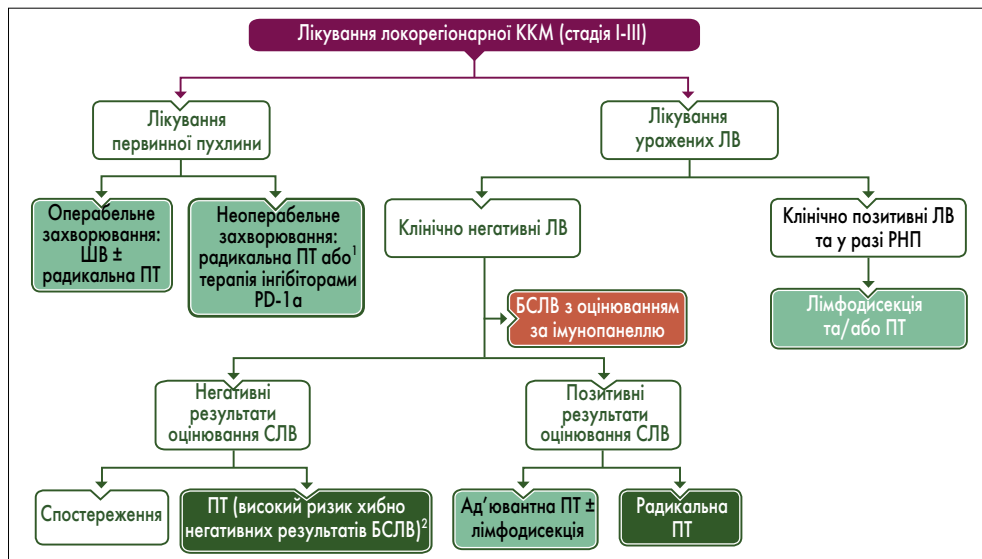 Лікування локорегіонарної ККМ (стадія I-III)
Лікування
первинної пухлини
Лікування
уражених ЛВ
Операбельне
захворювання:
ШВ ±
радикальна ПТ
Неоперабельне
захворювання:
радикальна ПТ або¹
терапія інгібіторами
PD-1а
Клінічно негативні ЛВ
Клінічно позитивні ЛВ
та у разі РНП
БСЛВ з оцінюванням
за імунопанеллю
Лімфодисекція
та/або ПТ
Негативні
результати
оцінювання СЛВ
Позитивні
результати
оцінювання СЛВ
Спостереження
ПТ (високий ризик хибно
негативних результатів БСЛВ)²
Ад’ювантна ПТ ±
лімфодисекція
Радикальна
ПТ